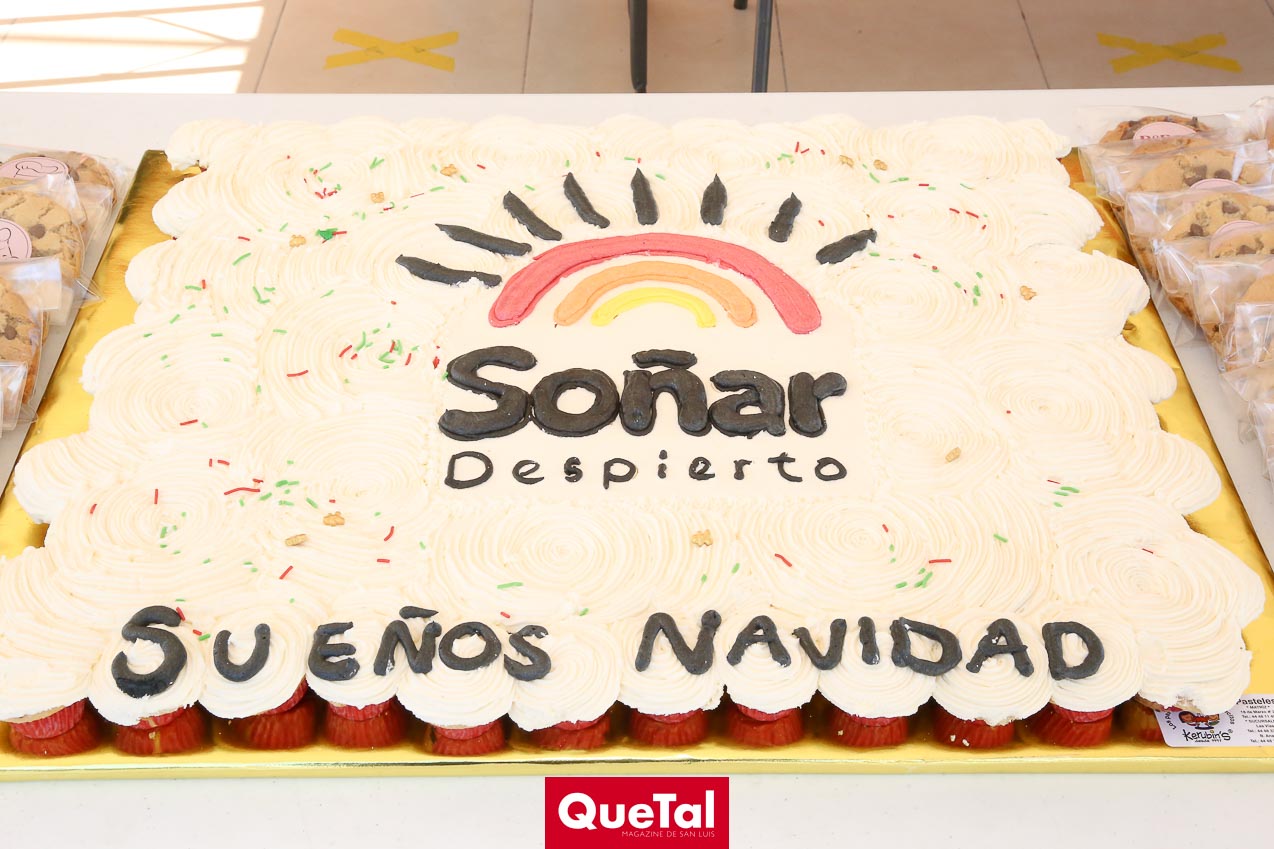 Soñar
Despierto
SUEÑOS NAVIDAD
Kerubin's
QueTal
MAGAZINE DE SAN LUIS